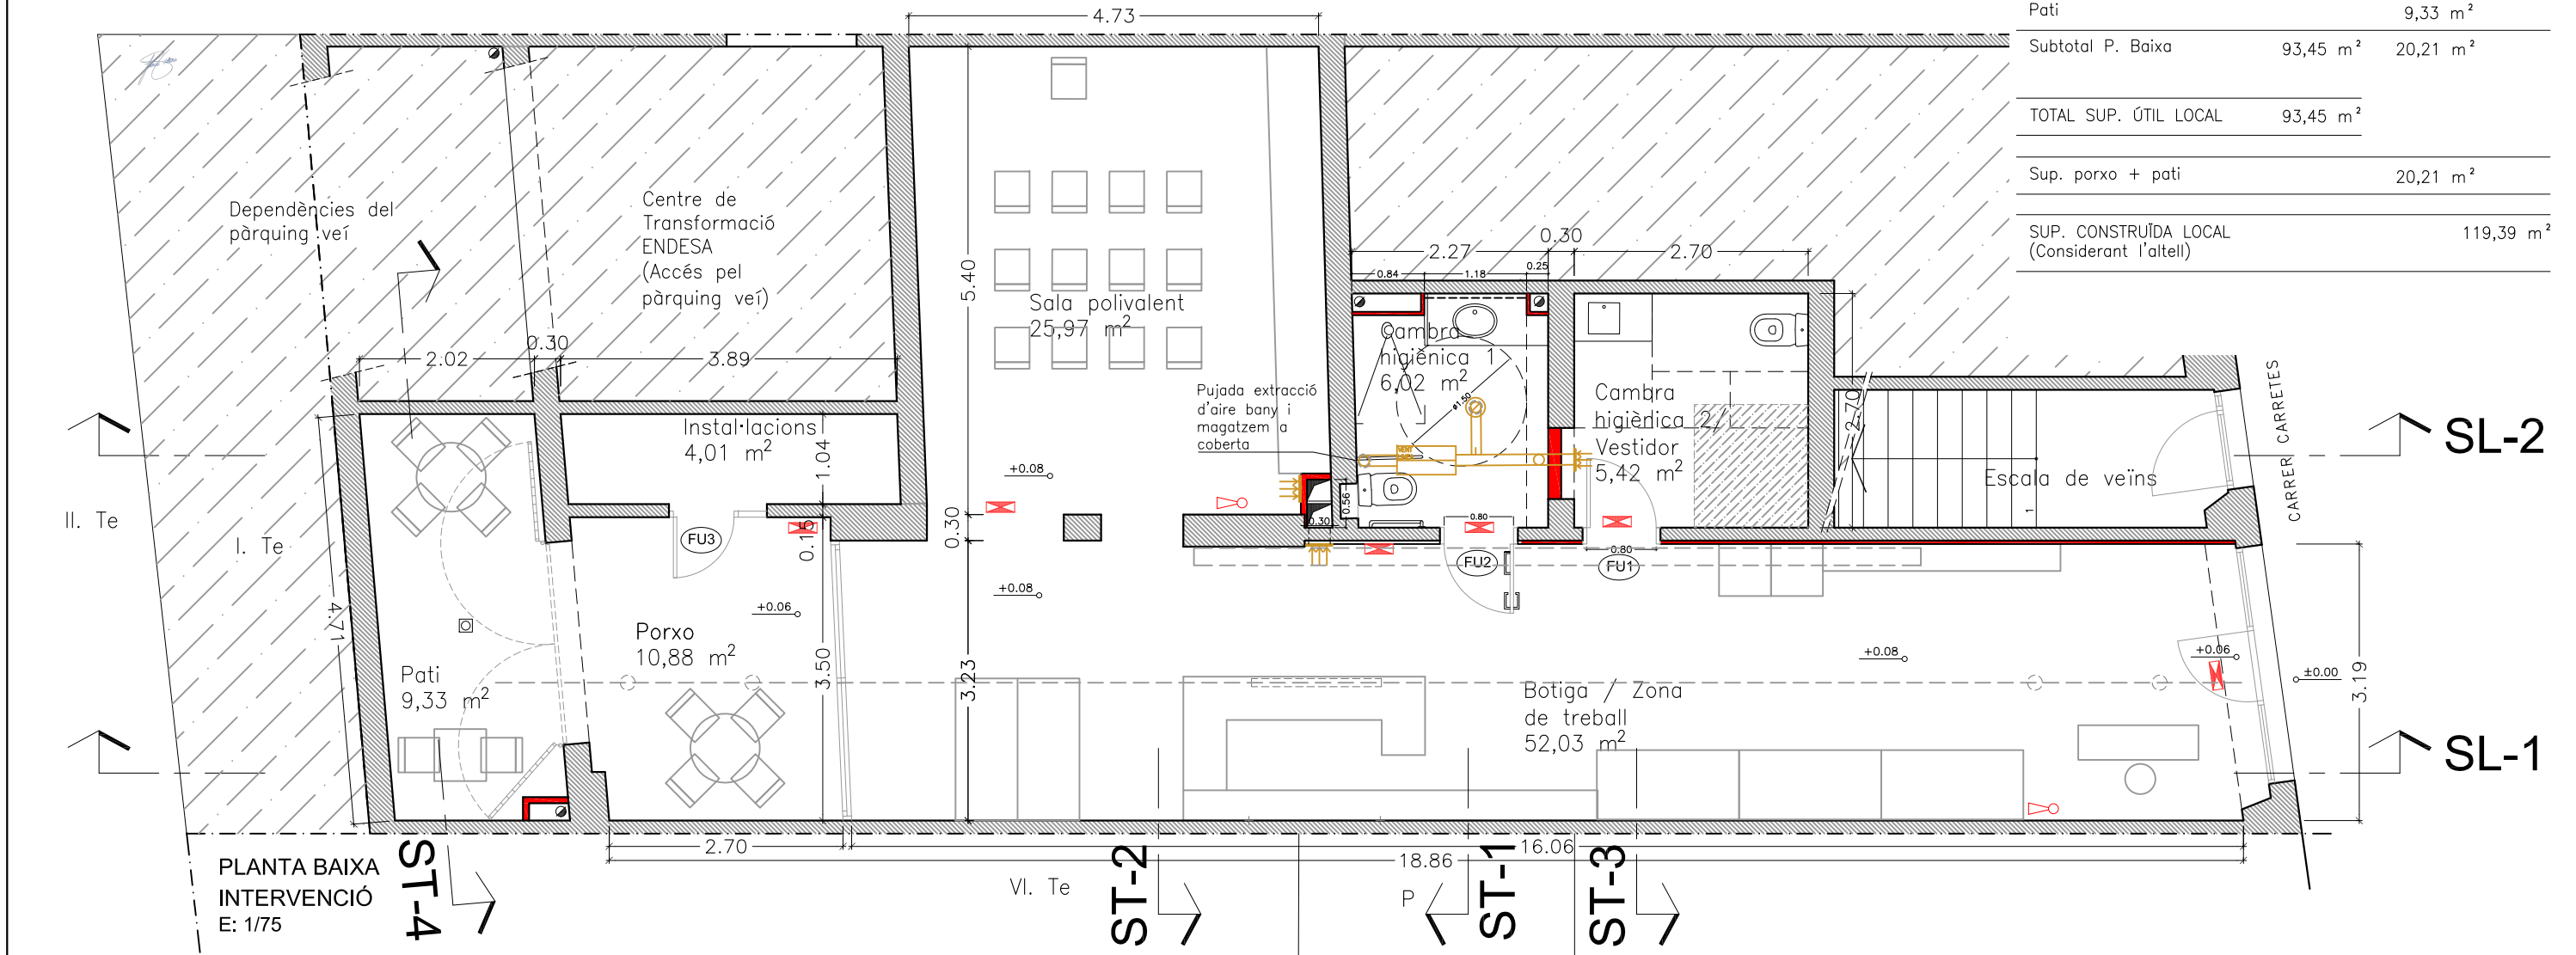 Pati 9,33 m²
Subtotal P. Baixa 93,45 m² 20,21 m²
TOTAL SUP. ÚTIL LOCAL 93,45 m²
Sup. porxo + pati 20,21 m²
SUP. CONSTRUÏDA LOCAL 119,39 m²
(Considerant l'altell)
4.73
Dependències del
pàrquing veí
Centre de
Transformació
ENDESA
(Accés pel
pàrquing veí)
2.02
0.30
3.89
5.40
Sala polivalent
25,97 m²
2.27
0.30
2.70
0.84
1.18
0.25
Cambra
higiènica 1
6,02 m²
ø1.50
Pujada extracció
d'aire bany i
magatzem a
coberta
Cambra
higièdica 2/
Vestidor
5,42 m²
2.70
Escala de veïns
1
CARRER CARRETES
SL-2
Instal·lacions
4,01 m²
1.04
0.15
0.30
+0.08
0.56
0.30
0.80
0.80
II. Te
I. Te
FU3
FU2
FU1
+0.08
+0.06
Porxo
10,88 m²
3.50
3.23
4.71
Pati
9,33 m²
+0.08
+0.06
±0.00
3.19
Botiga / Zona
de treball
52,03 m²
SL-1
2.70
16.06
18.86
PLANTA BAIXA
INTERVENCIÓ
E: 1/75
ST-4
VI. Te
ST-2
P
ST-1
ST-3